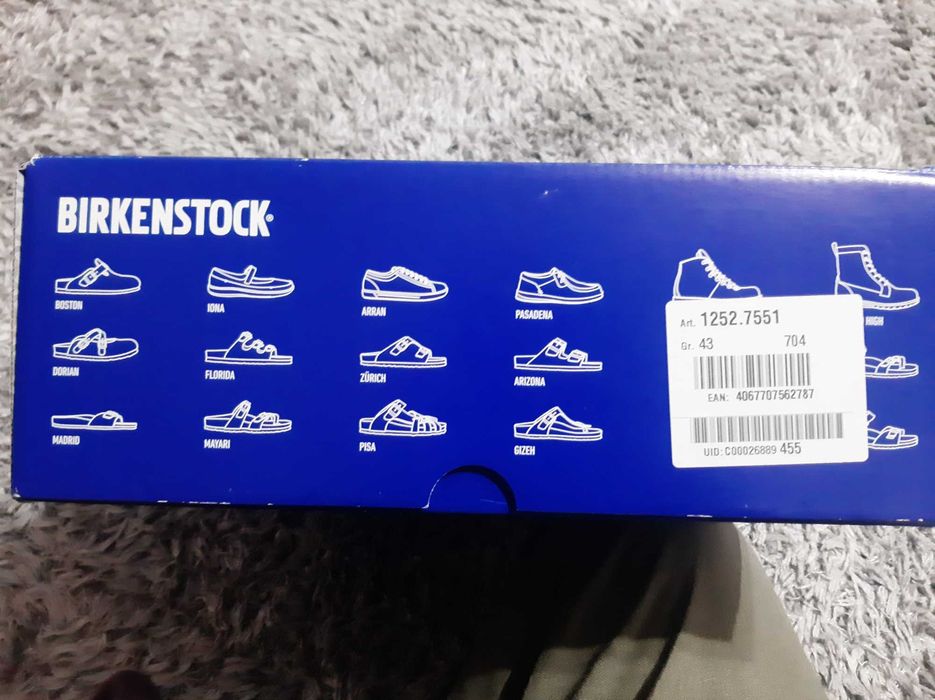 BIRKENSTOCK®
BOSTON
IONA
ARRAN
PASADENA
HIGH
DORIAN
FLORIDA
ZÜRICH
ARIZONA
MADRID
MAYARI
PISA
GIZEH
Art. 1252.7551
Gr. 43 704
EAN: 4067707562787
UID: C00026889 455